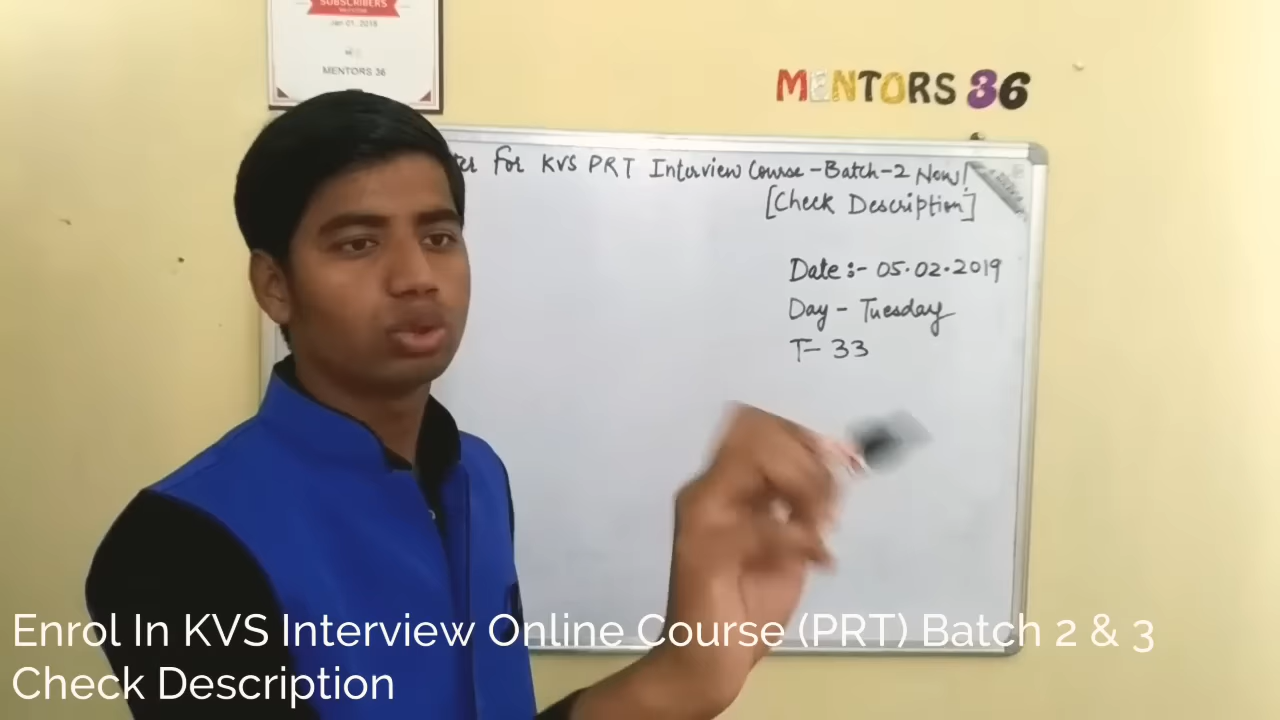 SUBSCRIBERS
Jan 01, 2018
MENTORS 36
MENTORS 36
For KVS PRT Interview Course - Batch - 2 Now!
[Check Description]
Date :- 05.02.2019
Day - Tuesday
T- 33
Enrol In KVS Interview Online Course (PRT) Batch 2 & 3
Check Description